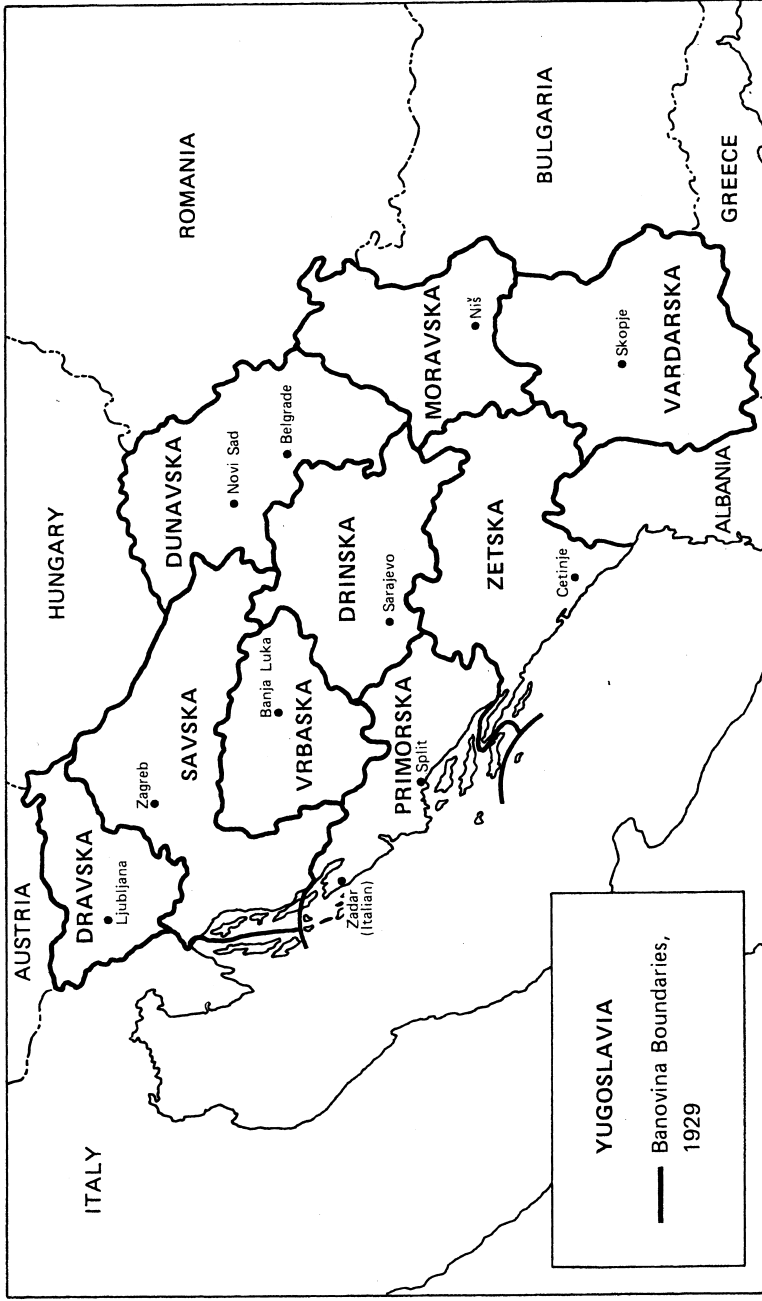 AUSTRIA
HUNGARY
ROMANIA
ITALY
DRAVSKA
Ljubljana
Zagreb
SAVSKA
DUNAVSKA
Novi Sad
Belgrade
Banja Luka
VRBASKA
DRINSKA
Sarajevo
Zadar
(Italian)
PRIMORSKA
Split
MORAVSKA
Niš
BULGARIA
ZETSKA
Cetinje
Skopje
VARDARSKA
ALBANIA
GREECE
YUGOSLAVIA
Banovina Boundaries,
1929